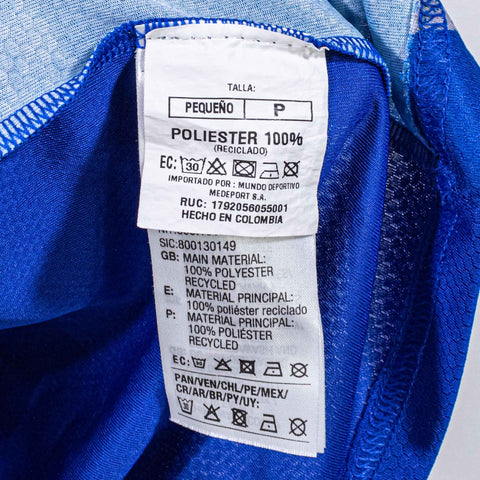 TALLA:
PEQUEÑO P
POLIESTER 100%
(RECICLADO)
EC: 30
IMPORTADO POR : MUNDO DEPORTIVO
MEDEPORT S.A.
RUC: 1792056055001
HECHO EN COLOMBIA
SIC:800130149
GB: MAIN MATERIAL:
100% POLYESTER
RECYCLED
E: MATERIAL PRINCIPAL:
100% poliéster reciclado
P: MATERIAL PRINCIPAL:
100% POLIÉSTER
RECICLADO
EC:
PAN/VEN/CHL/PE/MEX/
CR/AR/BR/PY/UY: